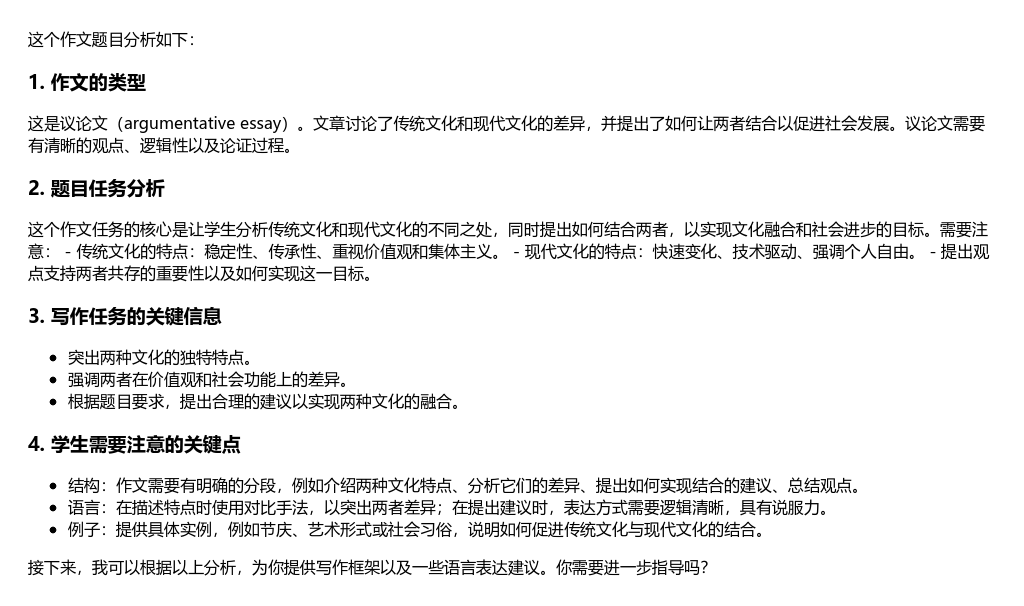 这个作文题目分析如下：
1. 作文的类型
这是议论文（argumentative essay）。文章讨论了传统文化和现代文化的差异，并提出了如何让两者结合以促进社会发展。议论文需要
有清晰的观点、逻辑性以及论证过程。
2. 题目任务分析
这个作文任务的核心是让学生分析传统文化和现代文化的不同之处，同时提出如何结合两者，以实现文化融合和社会进步的目标。需要注
意： - 传统文化的特点：稳定性、传承性、重视价值观和集体主义。 - 现代文化的特点：快速变化、技术驱动、强调个人自由。 - 提出观
点支持两者共存的重要性以及如何实现这一目标。
3. 写作任务的关键信息
• 突出两种文化的独特特点。
• 强调两者在价值观和社会功能上的差异。
• 根据题目要求，提出合理的建议以实现两种文化的融合。
4. 学生需要注意的关键点
• 结构：作文需要有明确的分段，例如介绍两种文化特点、分析它们的差异、提出如何实现结合的建议、总结观点。
• 语言：在描述特点时使用对比手法，以突出两者差异；在提出建议时，表达方式需要逻辑清晰，具有说服力。
• 例子：提供具体实例，例如节庆、艺术形式或社会习俗，说明如何促进传统文化与现代文化的结合。
接下来，我可以根据以上分析，为你提供写作框架以及一些语言表达建议。你需要进一步指导吗？